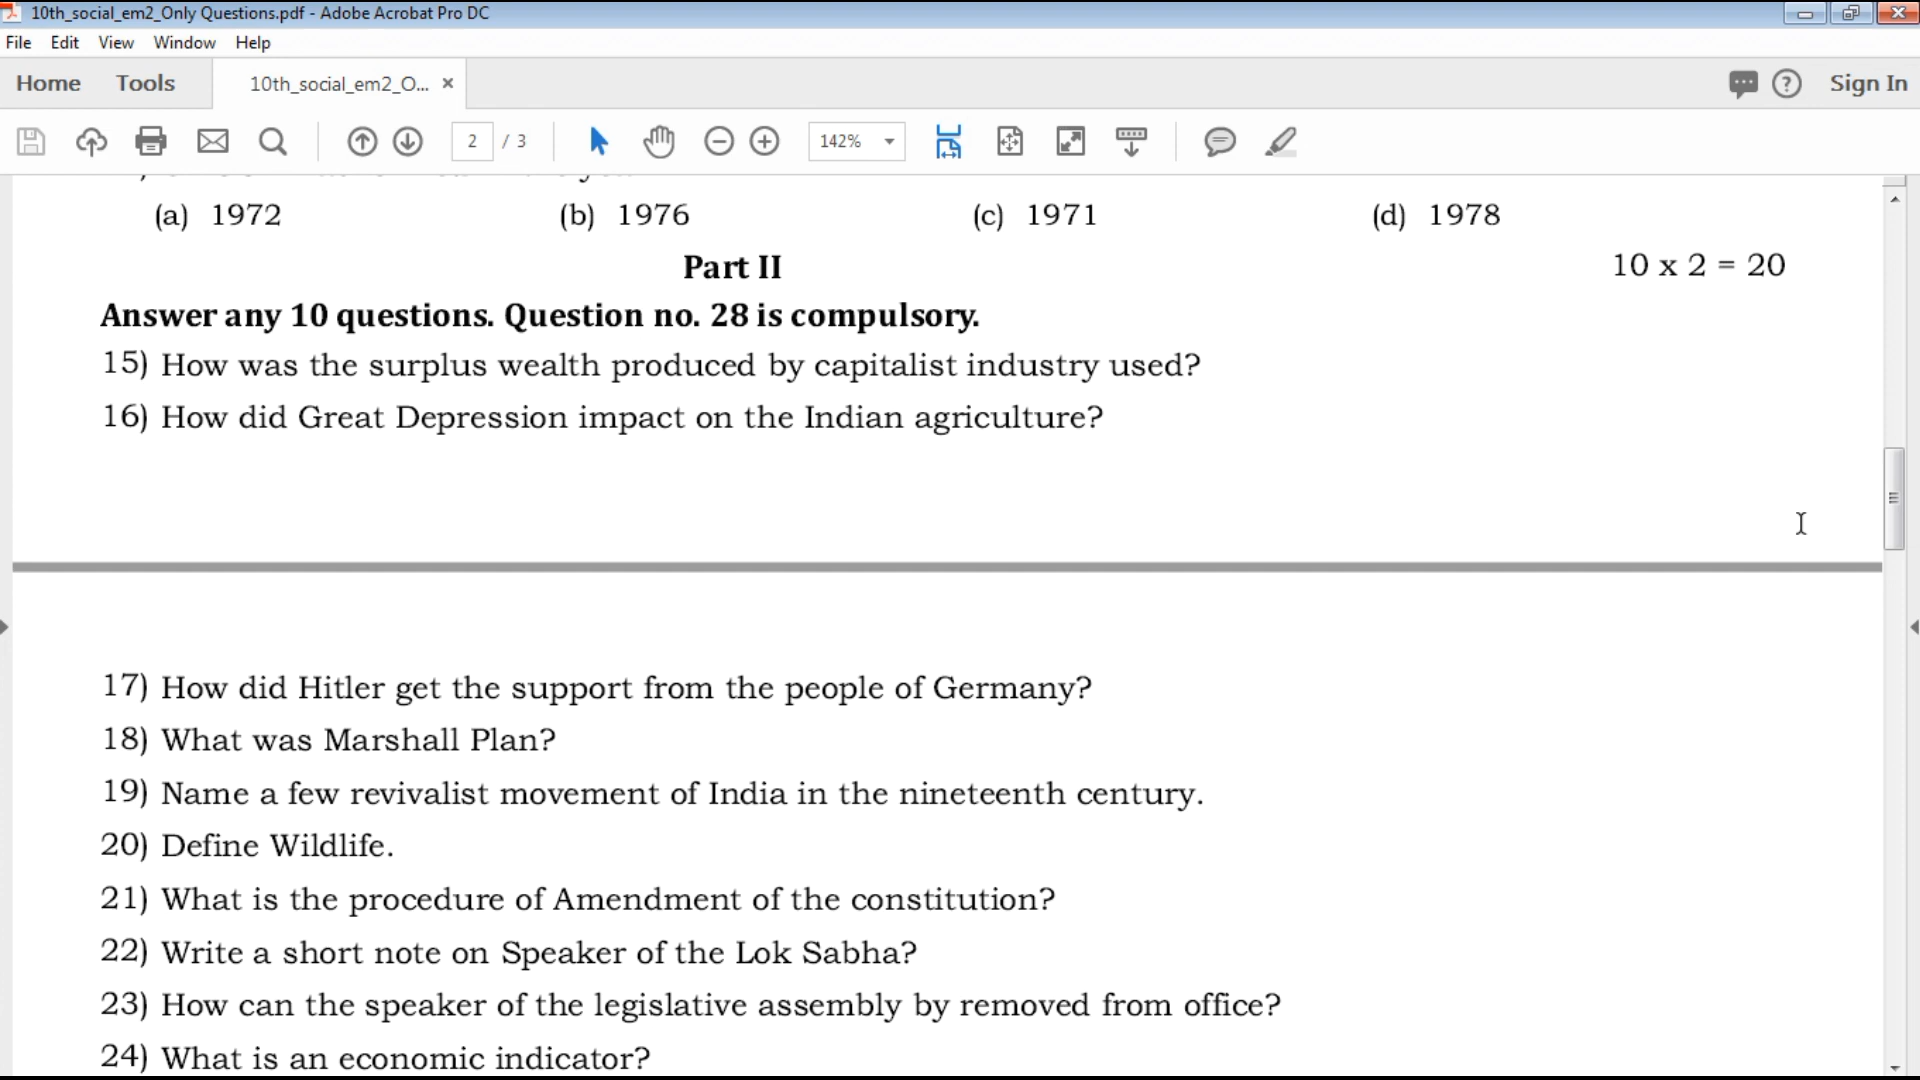 10th_social_em2_Only Questions.pdf - Adobe Acrobat Pro DC
File Edit View Window Help
Home Tools 10th_social_em2_O... × Sign In
2 / 3 142%
(a) 1972 (b) 1976 (c) 1971 (d) 1978
Part II 10 x 2 = 20
Answer any 10 questions. Question no. 28 is compulsory.
15) How was the surplus wealth produced by capitalist industry used?
16) How did Great Depression impact on the Indian agriculture?
17) How did Hitler get the support from the people of Germany?
18) What was Marshall Plan?
19) Name a few revivalist movement of India in the nineteenth century.
20) Define Wildlife.
21) What is the procedure of Amendment of the constitution?
22) Write a short note on Speaker of the Lok Sabha?
23) How can the speaker of the legislative assembly by removed from office?
24) What is an economic indicator?